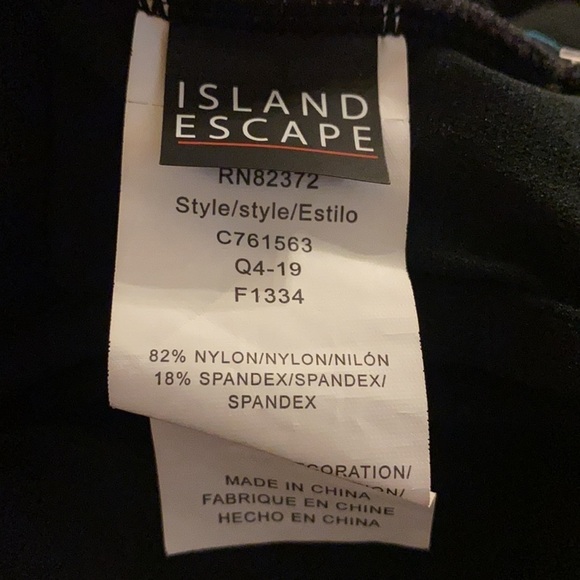 ISLAND
ESCAPE
RN82372
Style/style/Estilo
C761563
Q4-19
F1334
82% NYLON/NYLON/NILÓN
18% SPANDEX/SPANDEX/
SPANDEX
MADE IN CHINA
FABRIQUE EN CHINE
HECHO EN CHINA